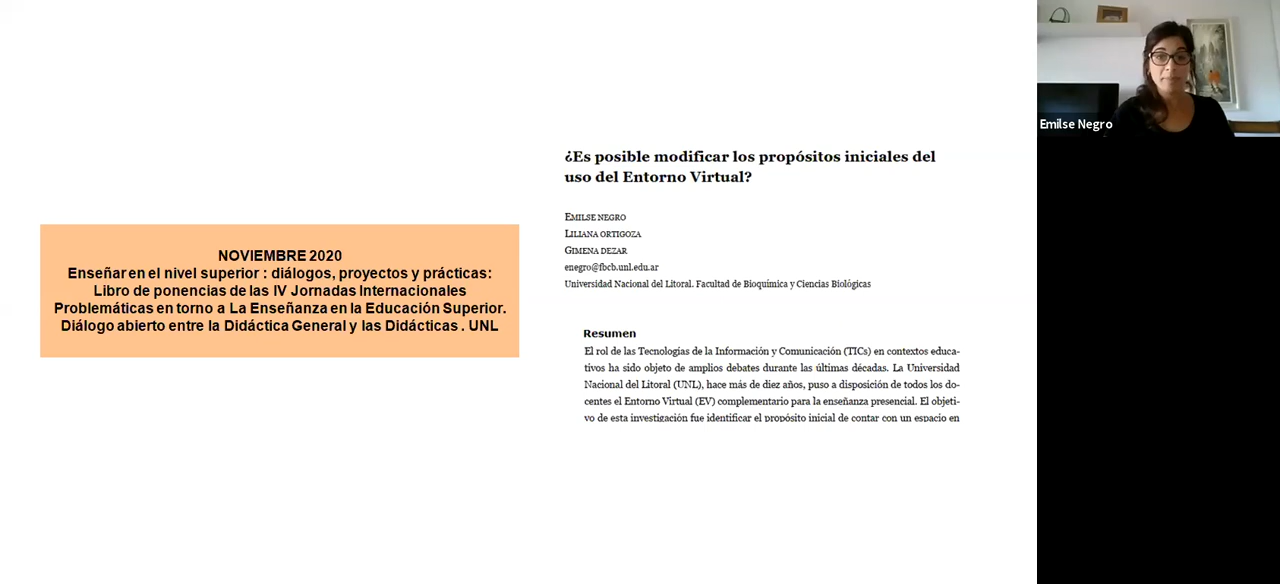 NOVIEMBRE 2020
Enseñar en el nivel superior : diálogos, proyectos y prácticas:
Libro de ponencias de las IV Jornadas Internacionales
Problemáticas en torno a La Enseñanza en la Educación Superior.
Diálogo abierto entre la Didáctica General y las Didácticas . UNL
¿Es posible modificar los propósitos iniciales del
uso del Entorno Virtual?
EMILSE NEGRO
LILIANA ORTIGOZA
GIMENA DEZAR
enegro@fbcb.unl.edu.ar
Universidad Nacional del Litoral. Facultad de Bioquímica y Ciencias Biológicas
Resumen
El rol de las Tecnologías de la Información y Comunicación (TICs) en contextos educa-
tivos ha sido objeto de amplios debates durante las últimas décadas. La Universidad
Nacional del Litoral (UNL), hace más de diez años, puso a disposición de todos los do-
centes el Entorno Virtual (EV) complementario para la enseñanza presencial. El objeti-
vo de esta investigación fue identificar el propósito inicial de contar con un espacio en
Emilse Negro